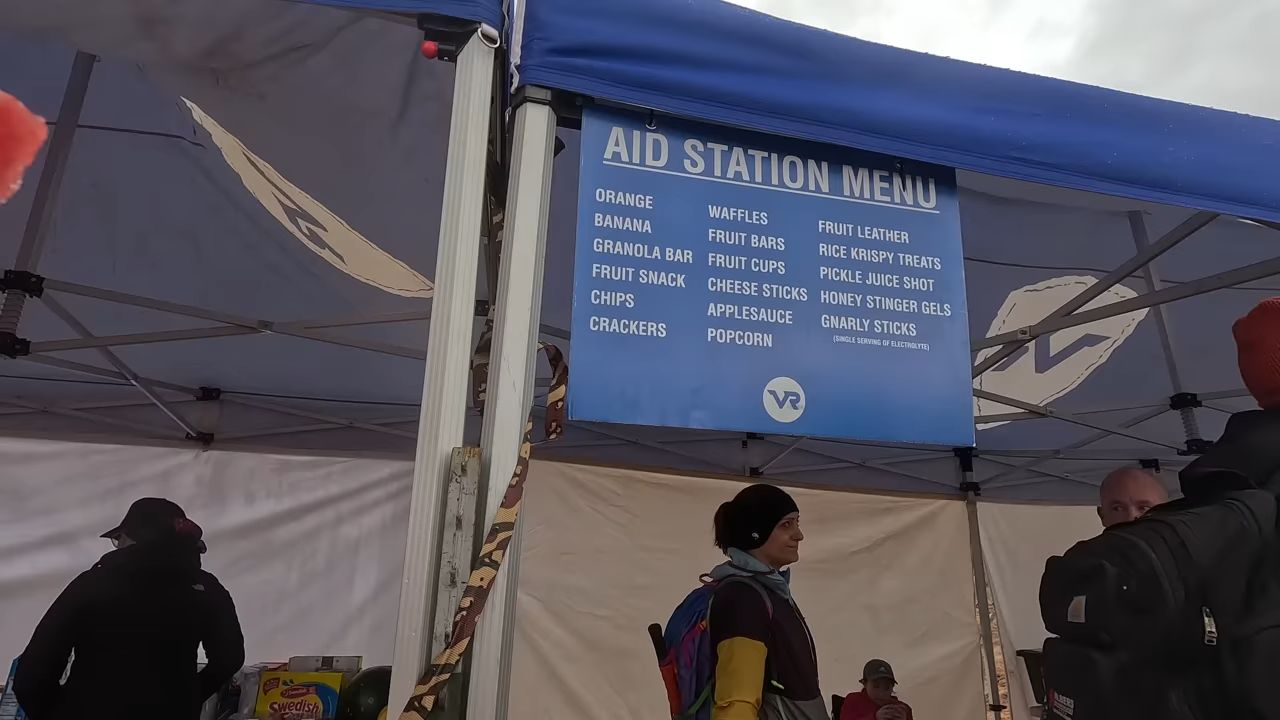 AID STATION MENU
ORANGE
BANANA
GRANOLA BAR
FRUIT SNACK
CHIPS
CRACKERS
WAFFLES
FRUIT BARS
FRUIT CUPS
CHEESE STICKS
APPLESAUCE
POPCORN
FRUIT LEATHER
RICE KRISPY TREATS
PICKLE JUICE SHOT
HONEY STINGER GELS
GNARLY STICKS
(SINGLE SERVING OF ELECTROLYTE)
VR
Swedish